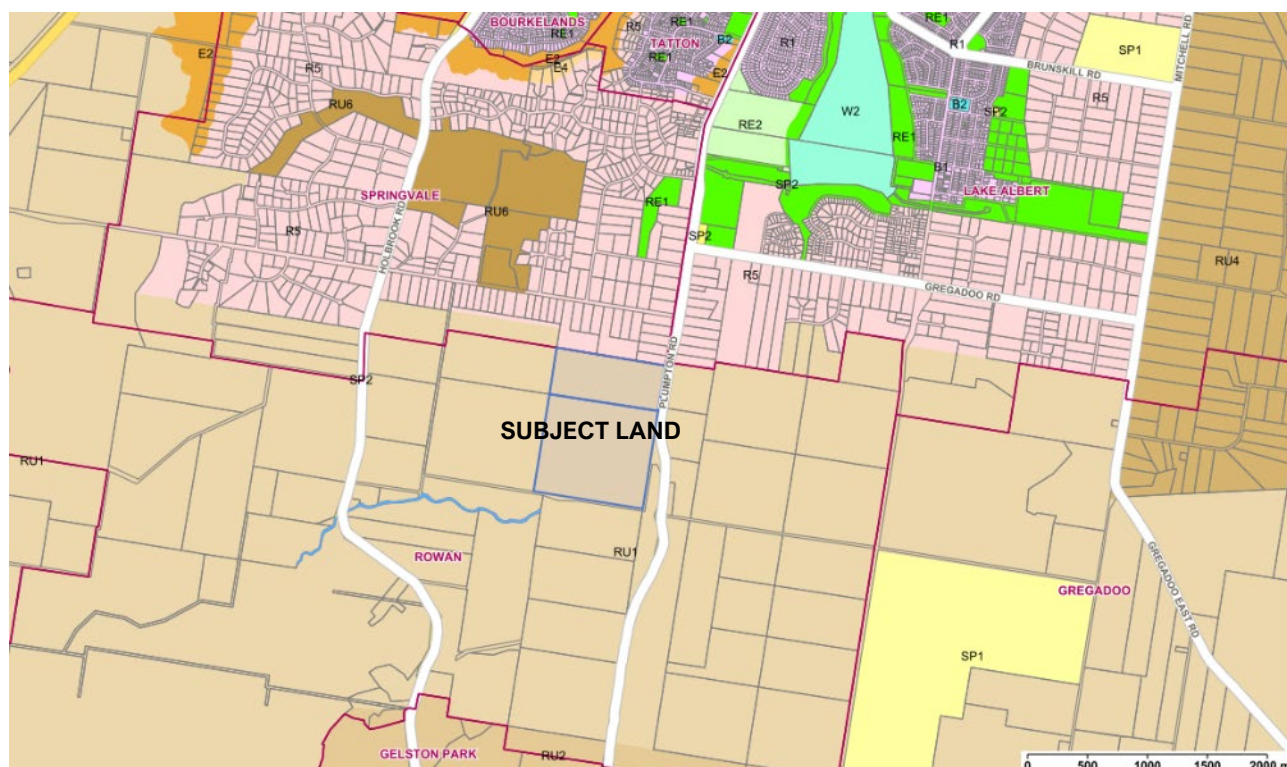 BOURKELANDS
RE1
R5
RE1
TATTON
E2
R1
RE1
R1
SP1
MITCHELL RD
E2
R5
E2
E4
RE1
E2
BRUNSKILL RD
R5
RU6
RE2
W2
B2
SP2
RE1
B1
SPRINGVALE
SP2
LAKE ALBERT
RU6
RE1
R5
HOLBROOK RD
SP2
R5
RU4
GREGADOO RD
PLUMPTON RD
SP2
SUBJECT LAND
RU1
ROWAN
RU1
GREGADOO
GREGADOO EAST RD
SP1
GELSTON PARK
RU2
0 500 1000 1500 2000